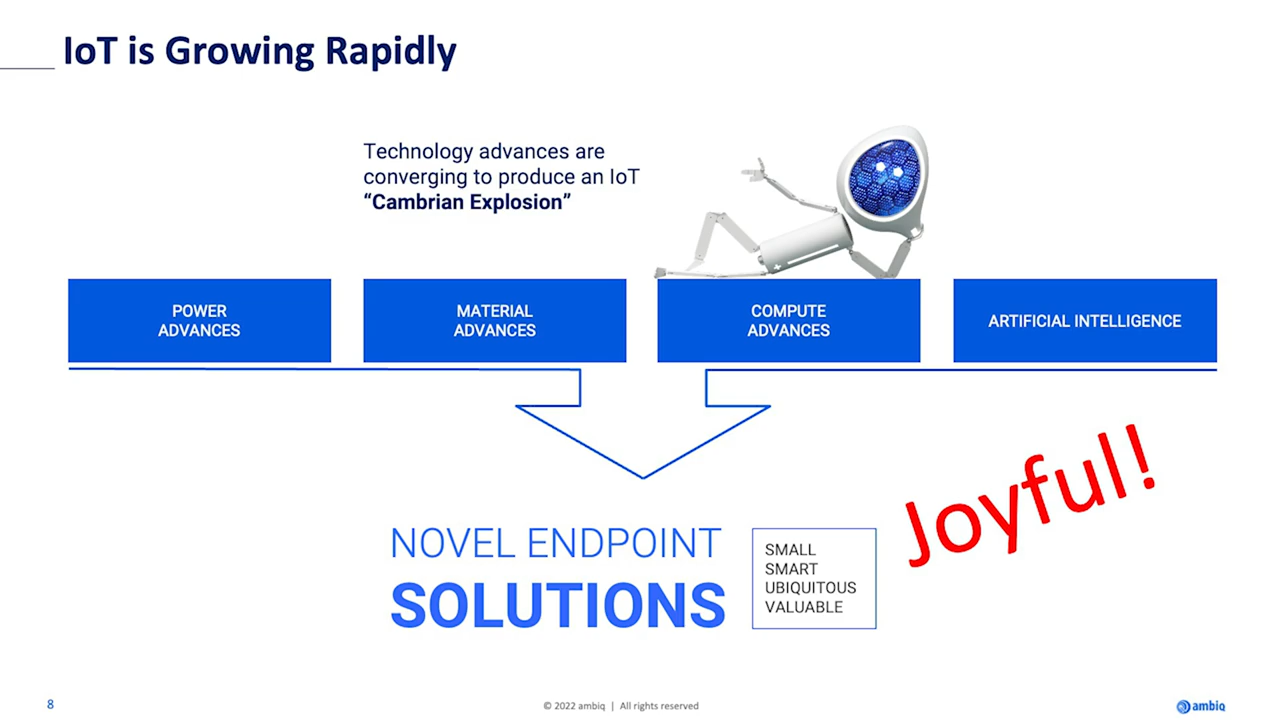 IoT is Growing Rapidly
Technology advances are
converging to produce an IoT
“Cambrian Explosion”
POWER
ADVANCES
MATERIAL
ADVANCES
COMPUTE
ADVANCES
ARTIFICIAL INTELLIGENCE
Joyful!
NOVEL ENDPOINT
SOLUTIONS
SMALL
SMART
UBIQUITOUS
VALUABLE
8
© 2022 ambiq | All rights reserved
ambiq